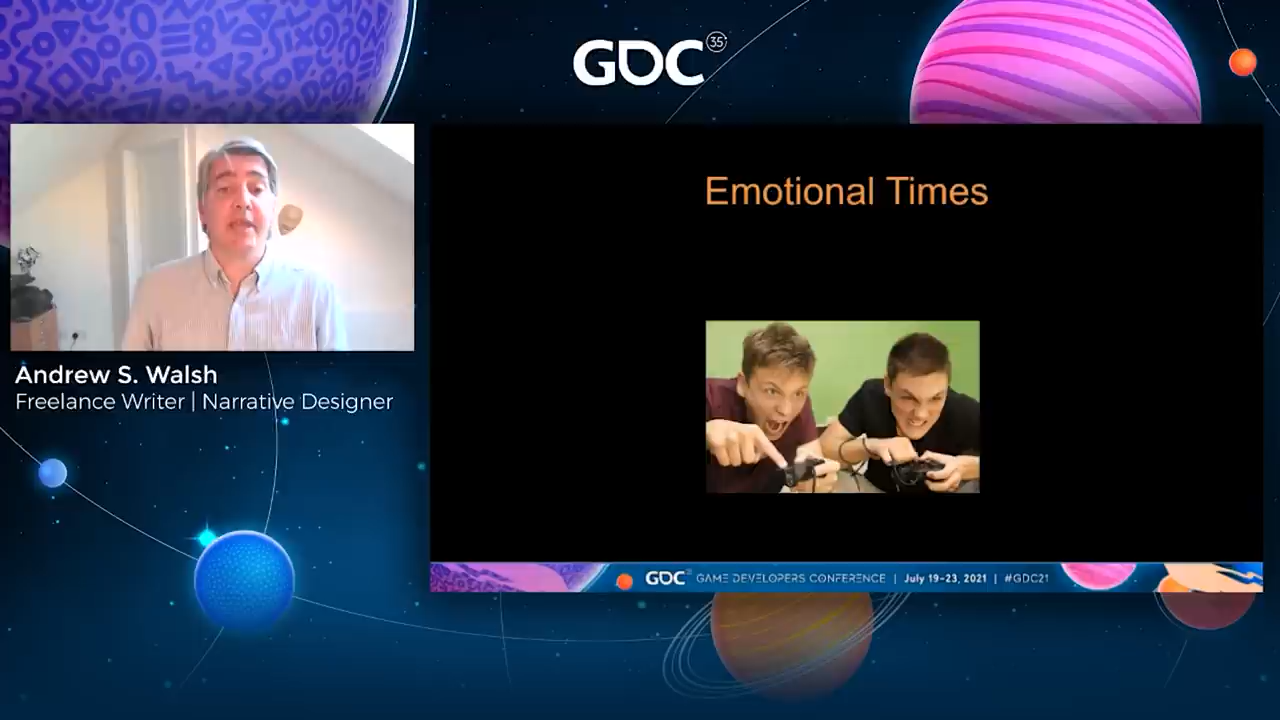 GDC 35
Emotional Times
Andrew S. Walsh
Freelance Writer | Narrative Designer
GDC 35 GAME DEVELOPERS CONFERENCE | July 19-23, 2021 | #GDC21